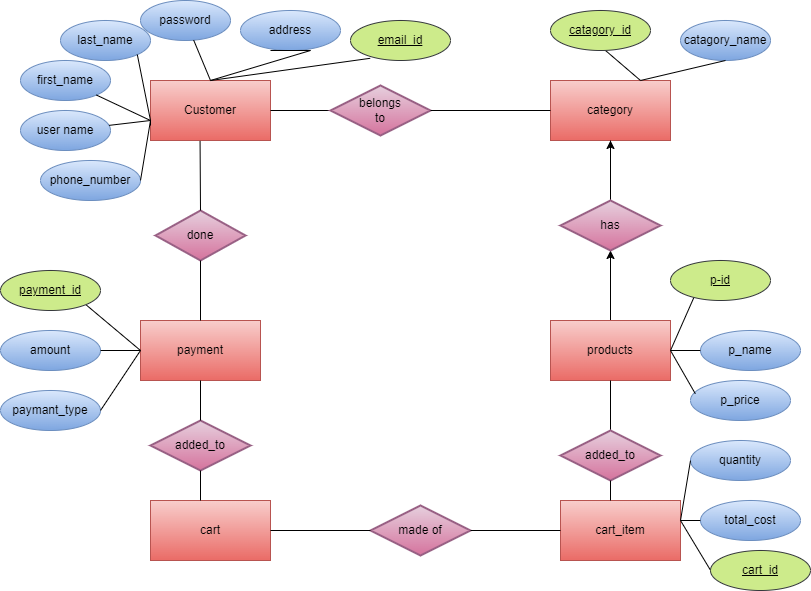 password
address
last_name
email_id
catagory_id
catagory_name
first_name
Customer
belongs
to
category
user name
phone_number
done
has
payment_id
p-id
amount
payment
products
p_name
paymant_type
p_price
added_to
added_to
quantity
total_cost
cart
made of
cart_item
cart_id